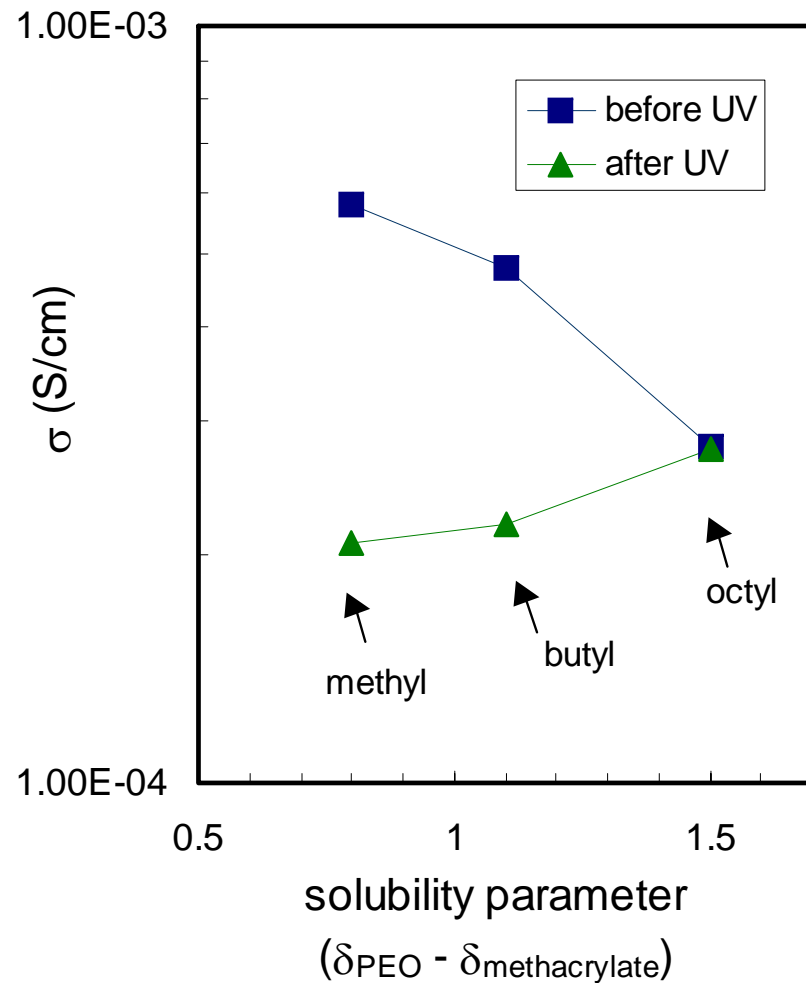 1.00E-03
before UV
after UV
σ (S/cm)
octyl
butyl
methyl
1.00E-04
0.5 1 1.5
solubility parameter
(δPEO - δmethacrylate)